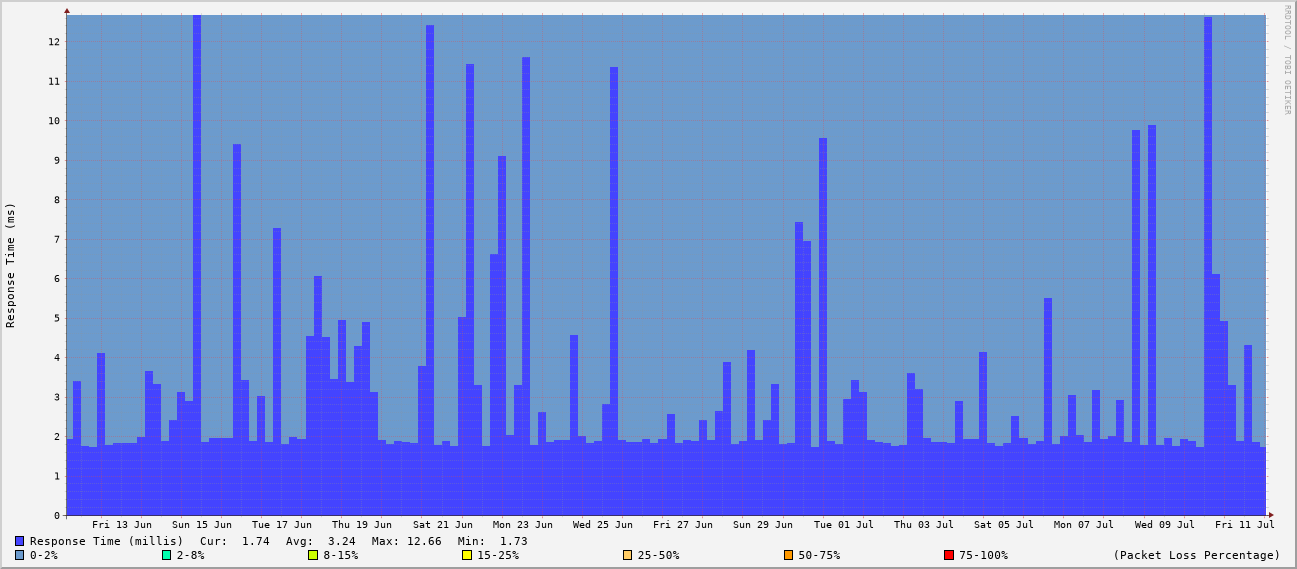 RRDTOOL / TOBI OETIKER
Response Time (ms)
12
11
10
9
8
7
6
5
4
3
2
1
0
Fri 13 Jun Sun 15 Jun Tue 17 Jun Thu 19 Jun Sat 21 Jun Mon 23 Jun Wed 25 Jun Fri 27 Jun Sun 29 Jun Tue 01 Jul Thu 03 Jul Sat 05 Jul Mon 07 Jul Wed 09 Jul Fri 11 Jul
Response Time (millis) Cur: 1.74 Avg: 3.24 Max: 12.66 Min: 1.73
0-2% 2-8% 8-15% 15-25% 25-50% 50-75% 75-100% (Packet Loss Percentage)